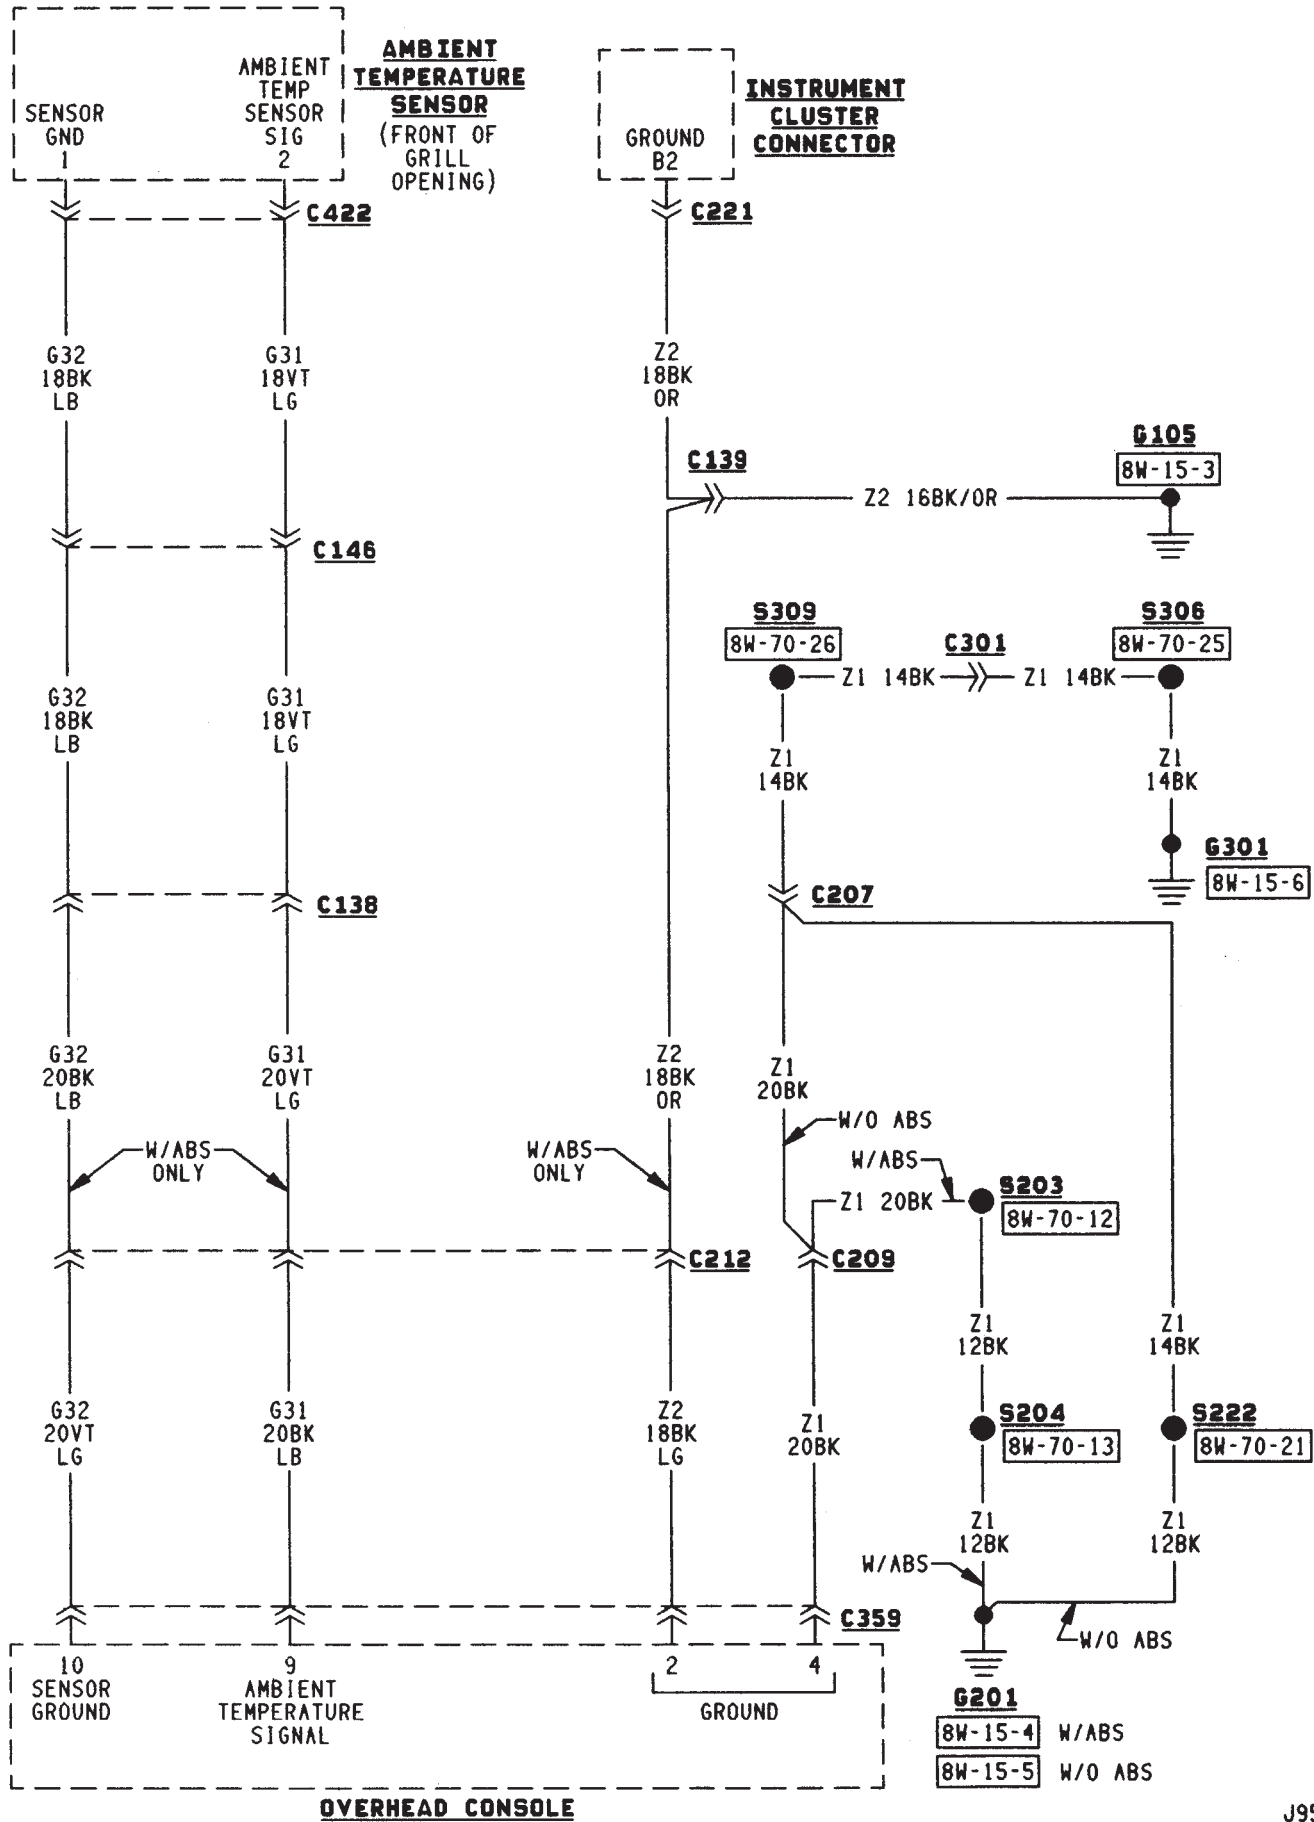 AMBIENT
TEMPERATURE
SENSOR
(FRONT OF
GRILL
OPENING)
SENSOR
GND
1
AMBIENT
TEMP
SENSOR
SIG
2
INSTRUMENT
CLUSTER
CONNECTOR
GROUND
B2
C422
C221
G32
18BK
LB
G31
18VT
LG
Z2
18BK
OR
C139
Z2 16BK/OR
G105
8W-15-3
C146
S309
8W-70-26
Z1 14BK
C301
Z1 14BK
S306
8W-70-25
G32
18BK
LB
G31
18VT
LG
Z1
14BK
Z1
14BK
G301
8W-15-6
C138
C207
G32
20BK
LB
G31
20VT
LG
Z2
18BK
OR
Z1
20BK
W/O ABS
W/ABS
ONLY
W/ABS
ONLY
W/ABS
Z1 20BK
S203
8W-70-12
C212
C209
Z1
12BK
Z1
14BK
G32
20VT
LG
G31
20BK
LB
Z2
18BK
LG
Z1
20BK
S204
8W-70-13
S222
8W-70-21
Z1
12BK
Z1
12BK
W/ABS
C359
W/O ABS
10
SENSOR
GROUND
9
AMBIENT
TEMPERATURE
SIGNAL
2
4
GROUND
G201
8W-15-4 W/ABS
8W-15-5 W/O ABS
OVERHEAD CONSOLE